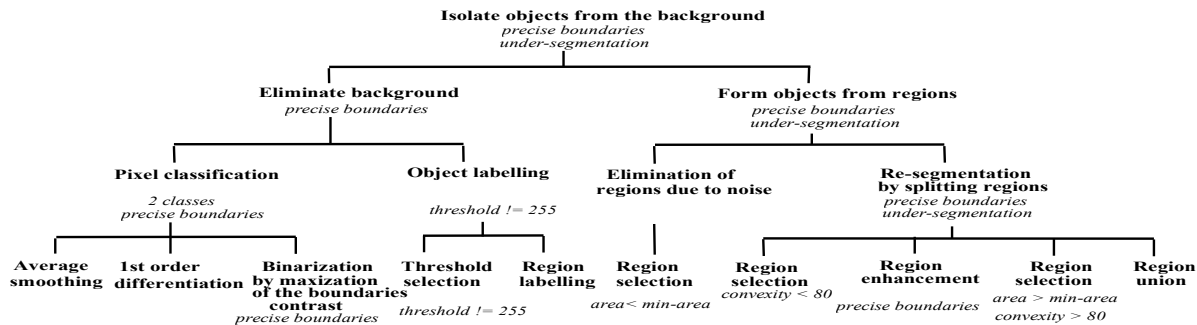 Isolate objects from the background
precise boundaries
under-segmentation
Eliminate background
precise boundaries
Form objects from regions
precise boundaries
under-segmentation
Pixel classification
2 classes
precise boundaries
Object labelling
threshold != 255
Elimination of
regions due to noise
Re-segmentation
by splitting regions
precise boundaries
under-segmentation
Average
smoothing
1st order
differentiation
Binarization
by maxization
of the boundaries
contrast
precise boundaries
Threshold
selection
threshold != 255
Region
labelling
Region
selection
area< min-area
Region
selection
convexity < 80
Region
enhancement
precise boundaries
Region
selection
area > min-area
convexity > 80
Region
union